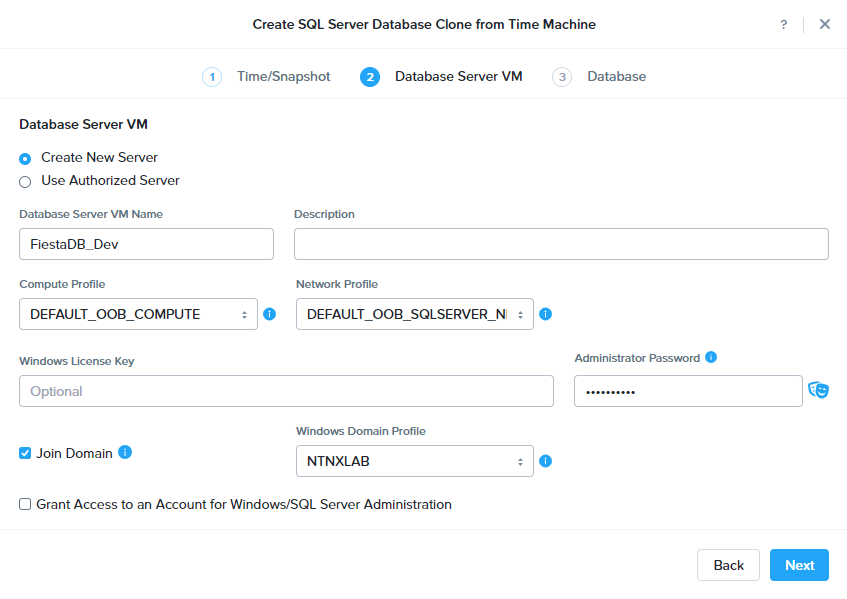 Create SQL Server Database Clone from Time Machine ?
1 Time/Snapshot 2 Database Server VM 3 Database
Database Server VM
Create New Server
Use Authorized Server
Database Server VM Name Description
FiestaDB_Dev
Compute Profile Network Profile
DEFAULT_OOB_COMPUTE i DEFAULT_OOB_SQLSERVER_N i
Windows License Key Administrator Password i
Optional ••••••••••
Windows Domain Profile
Join Domain i NTNXLAB i
Grant Access to an Account for Windows/SQL Server Administration
Back Next